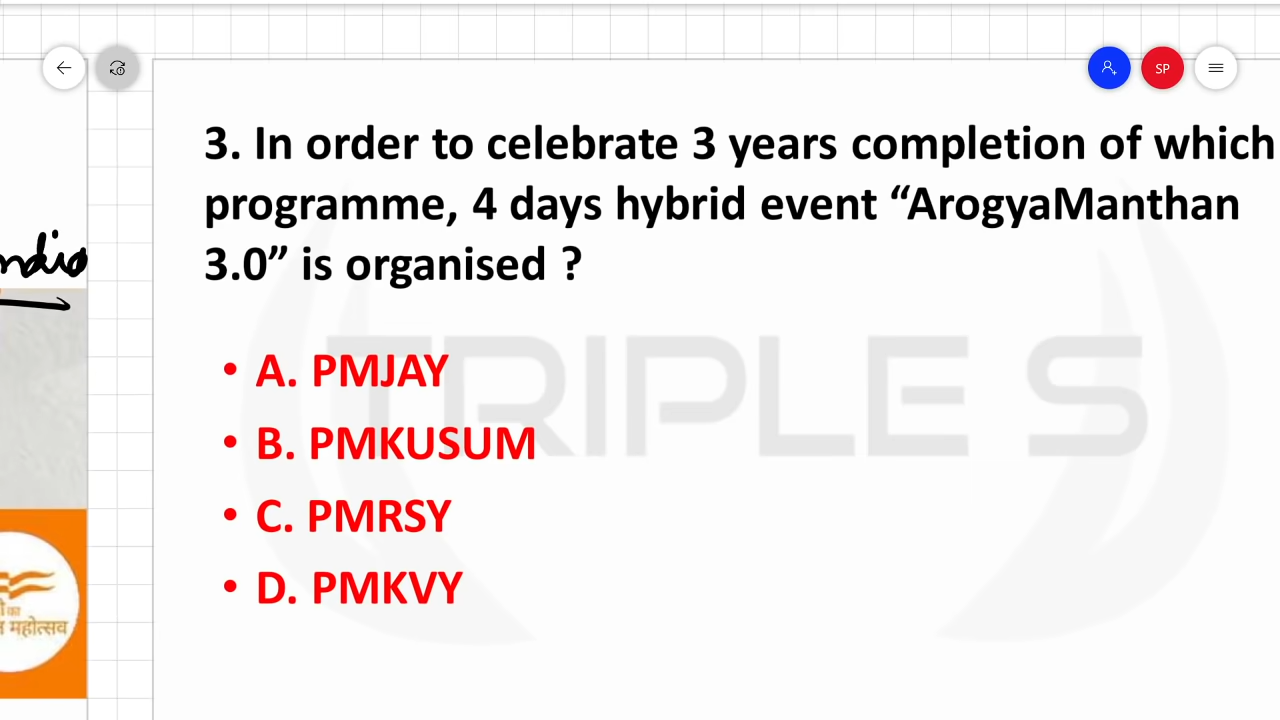 SP
3. In order to celebrate 3 years completion of which
programme, 4 days hybrid event “ArogyaManthan
3.0” is organised ?
TRIPLE S
• A. PMJAY
• B. PMKUSUM
• C. PMRSY
• D. PMKVY
का
महोत्सव